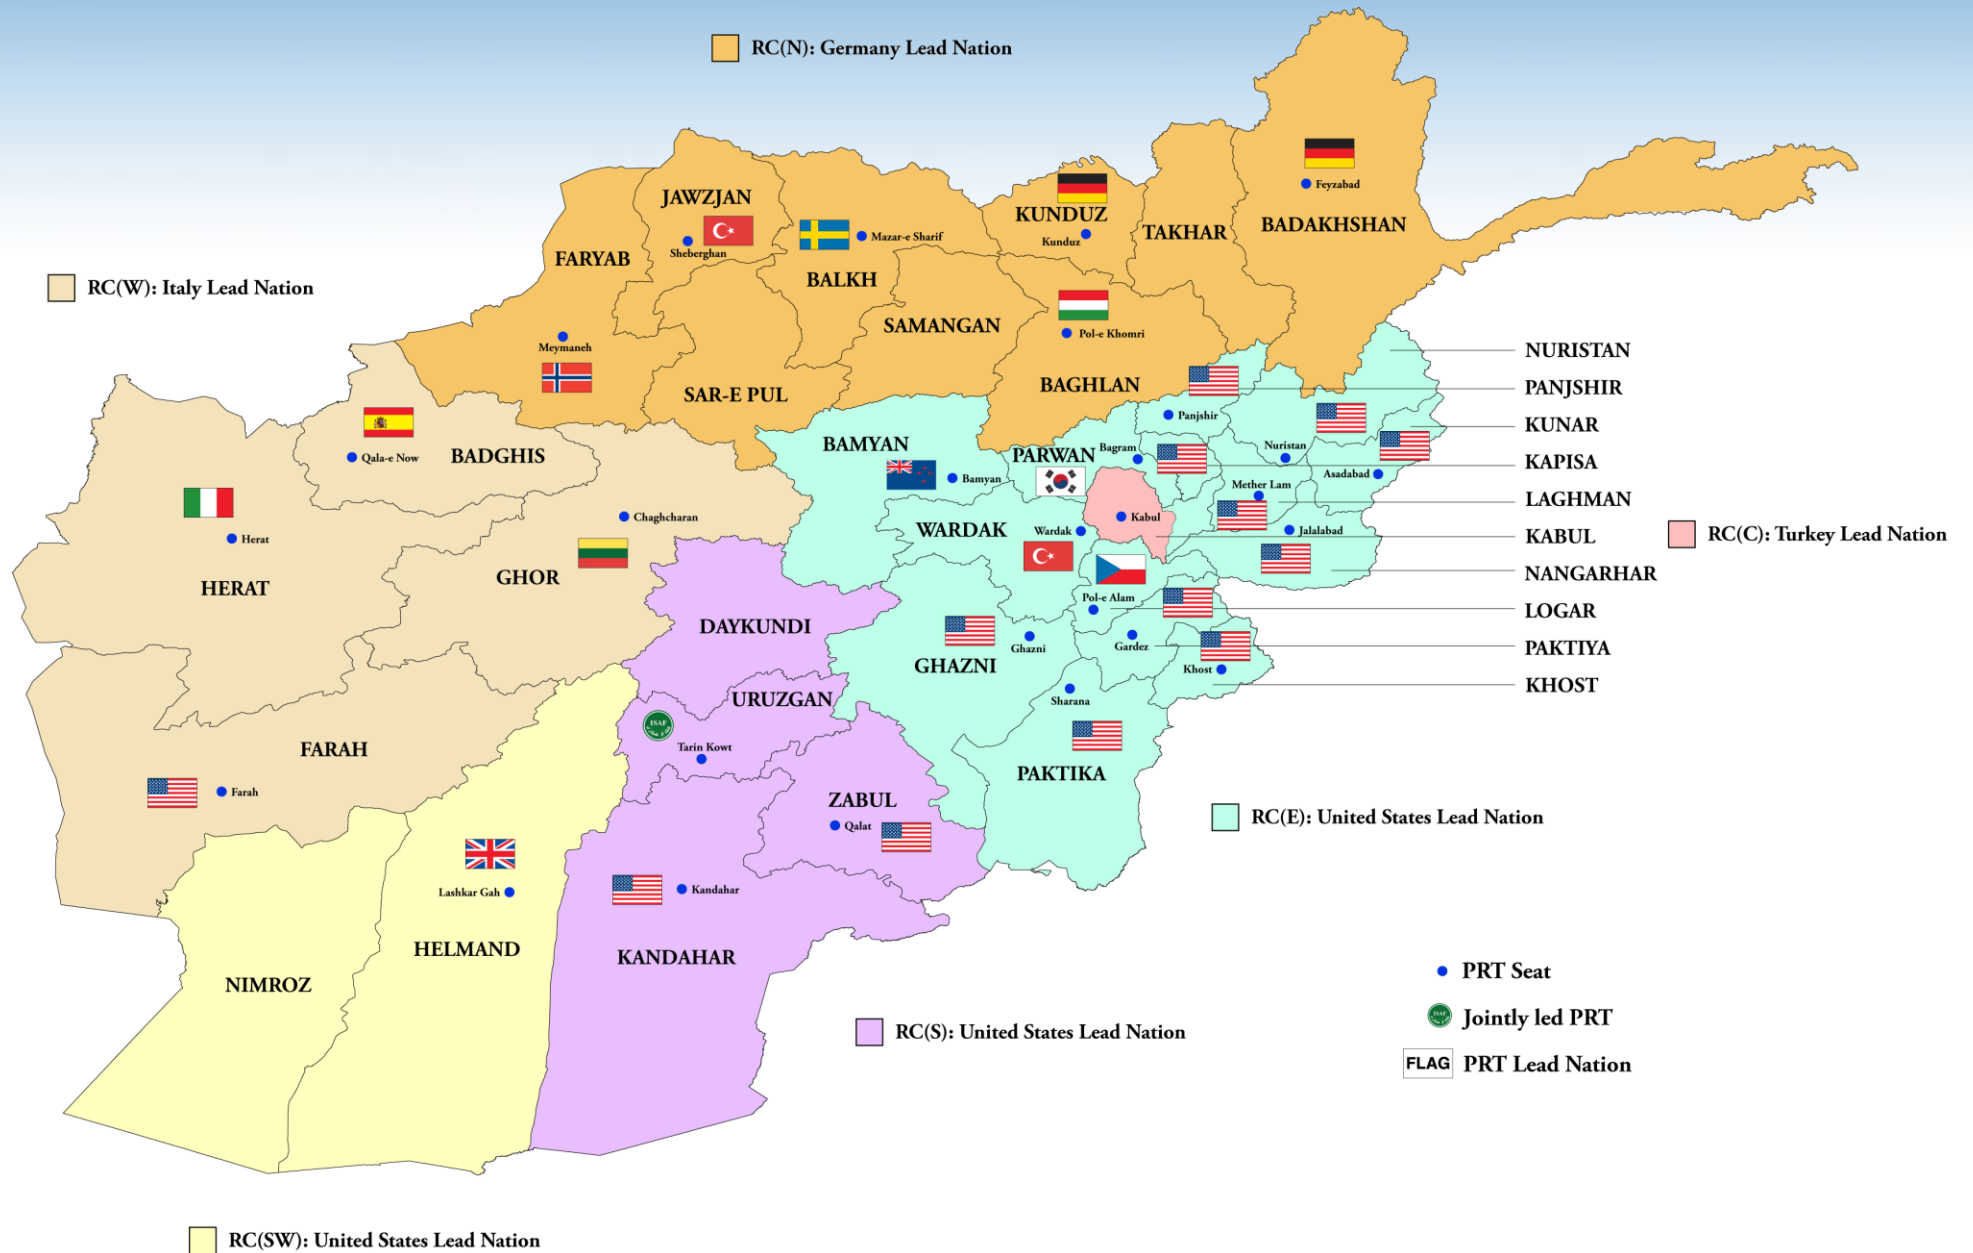 RC(N): Germany Lead Nation
Feyzabad
BADAKHSHAN
JAWZJAN
Sheberghan
KUNDUZ
Kunduz
TAKHAR
Mazar-e Sharif
BALKH
FARYAB
Meymaneh
RC(W): Italy Lead Nation
SAMANGAN
Pol-e Khomri
BAGHLAN
SAR-E PUL
NURISTAN
PANJSHIR
KUNAR
KAPISA
LAGHMAN
KABUL
NANGARHAR
LOGAR
PAKTIYA
KHOST
RC(C): Turkey Lead Nation
Panjshir
Qala-e Now
BADGHIS
BAMYAN
Bamyan
PARWAN
Bagram
Nuristan
Asadabad
Mether Lam
Jalalabad
Kabul
Herat
HERAT
Chaghcharan
GHOR
WARDAK
Wardak
Pol-e Alam
DAYKUNDI
GHAZNI
Ghazni
Gardez
Khost
Sharana
PAKTIKA
URUZGAN
ISAF
Tarin Kowt
FARAH
Farah
ZABUL
Qalat
RC(E): United States Lead Nation
Lashkar Gah
HELMAND
Kandahar
KANDAHAR
NIMROZ
RC(S): United States Lead Nation
PRT Seat
ISAF
Jointly led PRT
FLAG
PRT Lead Nation
RC(SW): United States Lead Nation